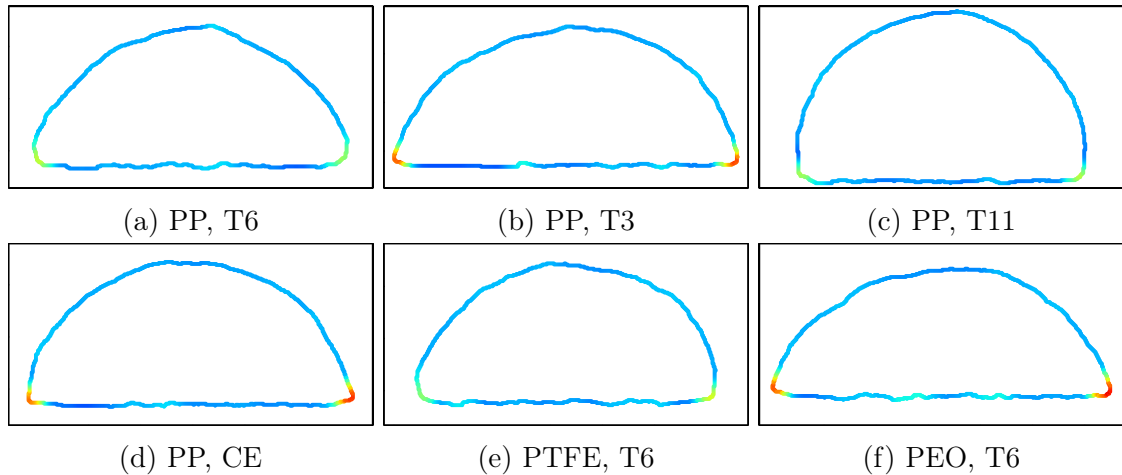 (a) PP, T6
(b) PP, T3
(c) PP, T11
(d) PP, CE
(e) PTFE, T6
(f) PEO, T6